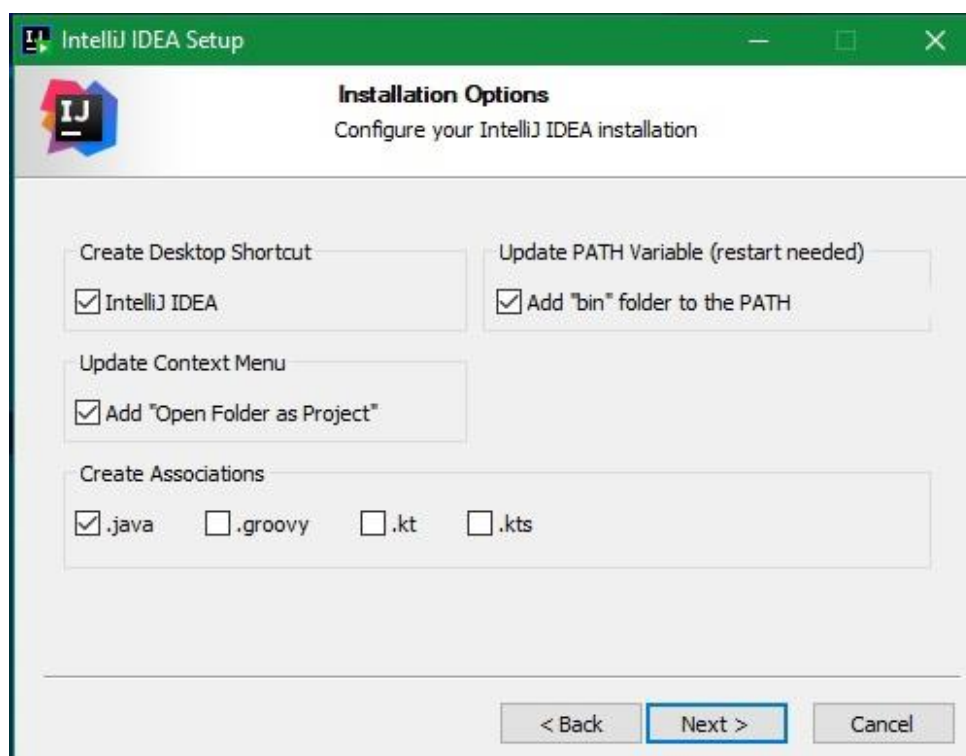 IntelliJ IDEA Setup
IJ
Installation Options
Configure your IntelliJ IDEA installation
Create Desktop Shortcut
IntelliJ IDEA
Update PATH Variable (restart needed)
Add "bin" folder to the PATH
Update Context Menu
Add "Open Folder as Project"
Create Associations
.java .groovy .kt .kts
< Back Next > Cancel